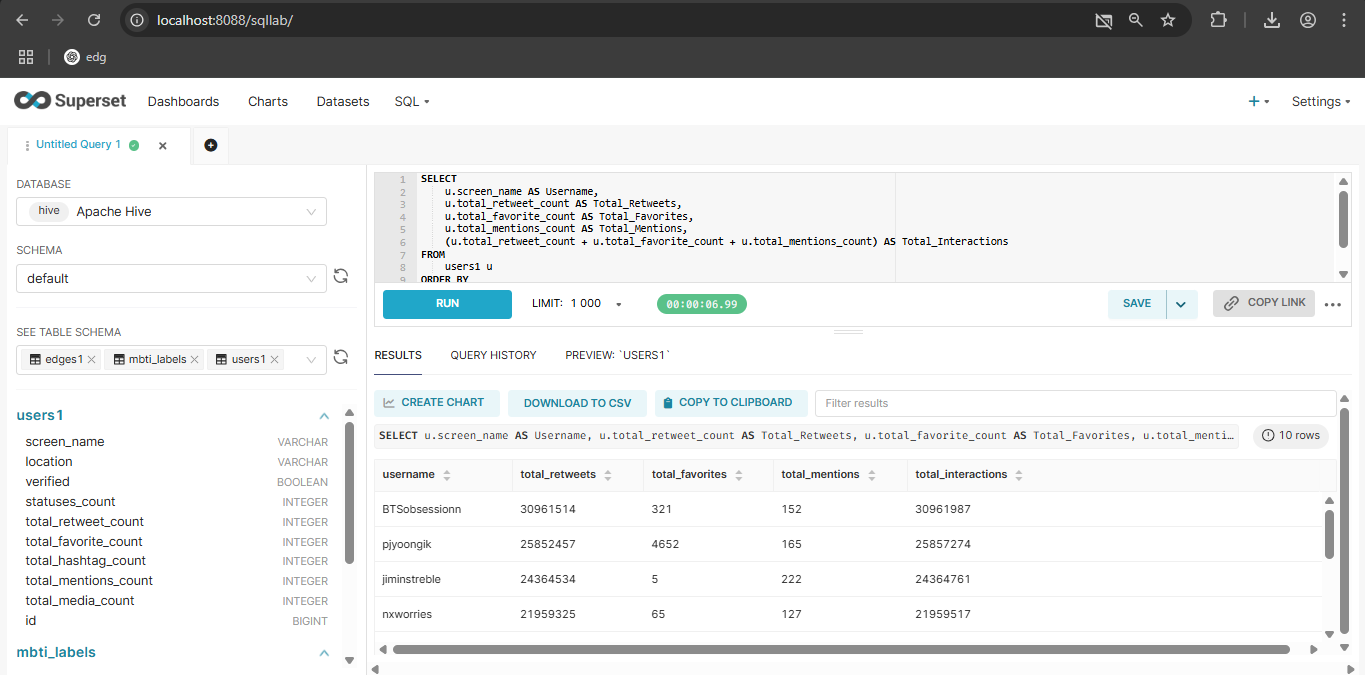 localhost:8088/sqllab/
edg
Superset Dashboards Charts Datasets SQL + Settings
Untitled Query 1
DATABASE
hive Apache Hive
SCHEMA
default
SEE TABLE SCHEMA
edges1 mbti_labels users1
users1
screen_name VARCHAR
location VARCHAR
verified BOOLEAN
statuses_count INTEGER
total_retweet_count INTEGER
total_favorite_count INTEGER
total_hashtag_count INTEGER
total_mentions_count INTEGER
total_media_count INTEGER
id BIGINT
mbti_labels
1 SELECT
2 u.screen_name AS Username,
3 u.total_retweet_count AS Total_Retweets,
4 u.total_favorite_count AS Total_Favorites,
5 u.total_mentions_count AS Total_Mentions,
6 (u.total_retweet_count + u.total_favorite_count + u.total_mentions_count) AS Total_Interactions
7 FROM
8 users1 u
9 ORDER BY
RUN LIMIT: 1 000 00:00:06.99 SAVE COPY LINK
RESULTS QUERY HISTORY PREVIEW: `USERS1`
CREATE CHART DOWNLOAD TO CSV COPY TO CLIPBOARD Filter results
SELECT u.screen_name AS Username, u.total_retweet_count AS Total_Retweets, u.total_favorite_count AS Total_Favorites, u.total_menti… 10 rows
username total_retweets total_favorites total_mentions total_interactions
BTSobsessionn 30961514 321 152 30961987
pjyoongik 25852457 4652 165 25857274
jiminstreble 24364534 5 222 24364761
nxworries 21959325 65 127 21959517